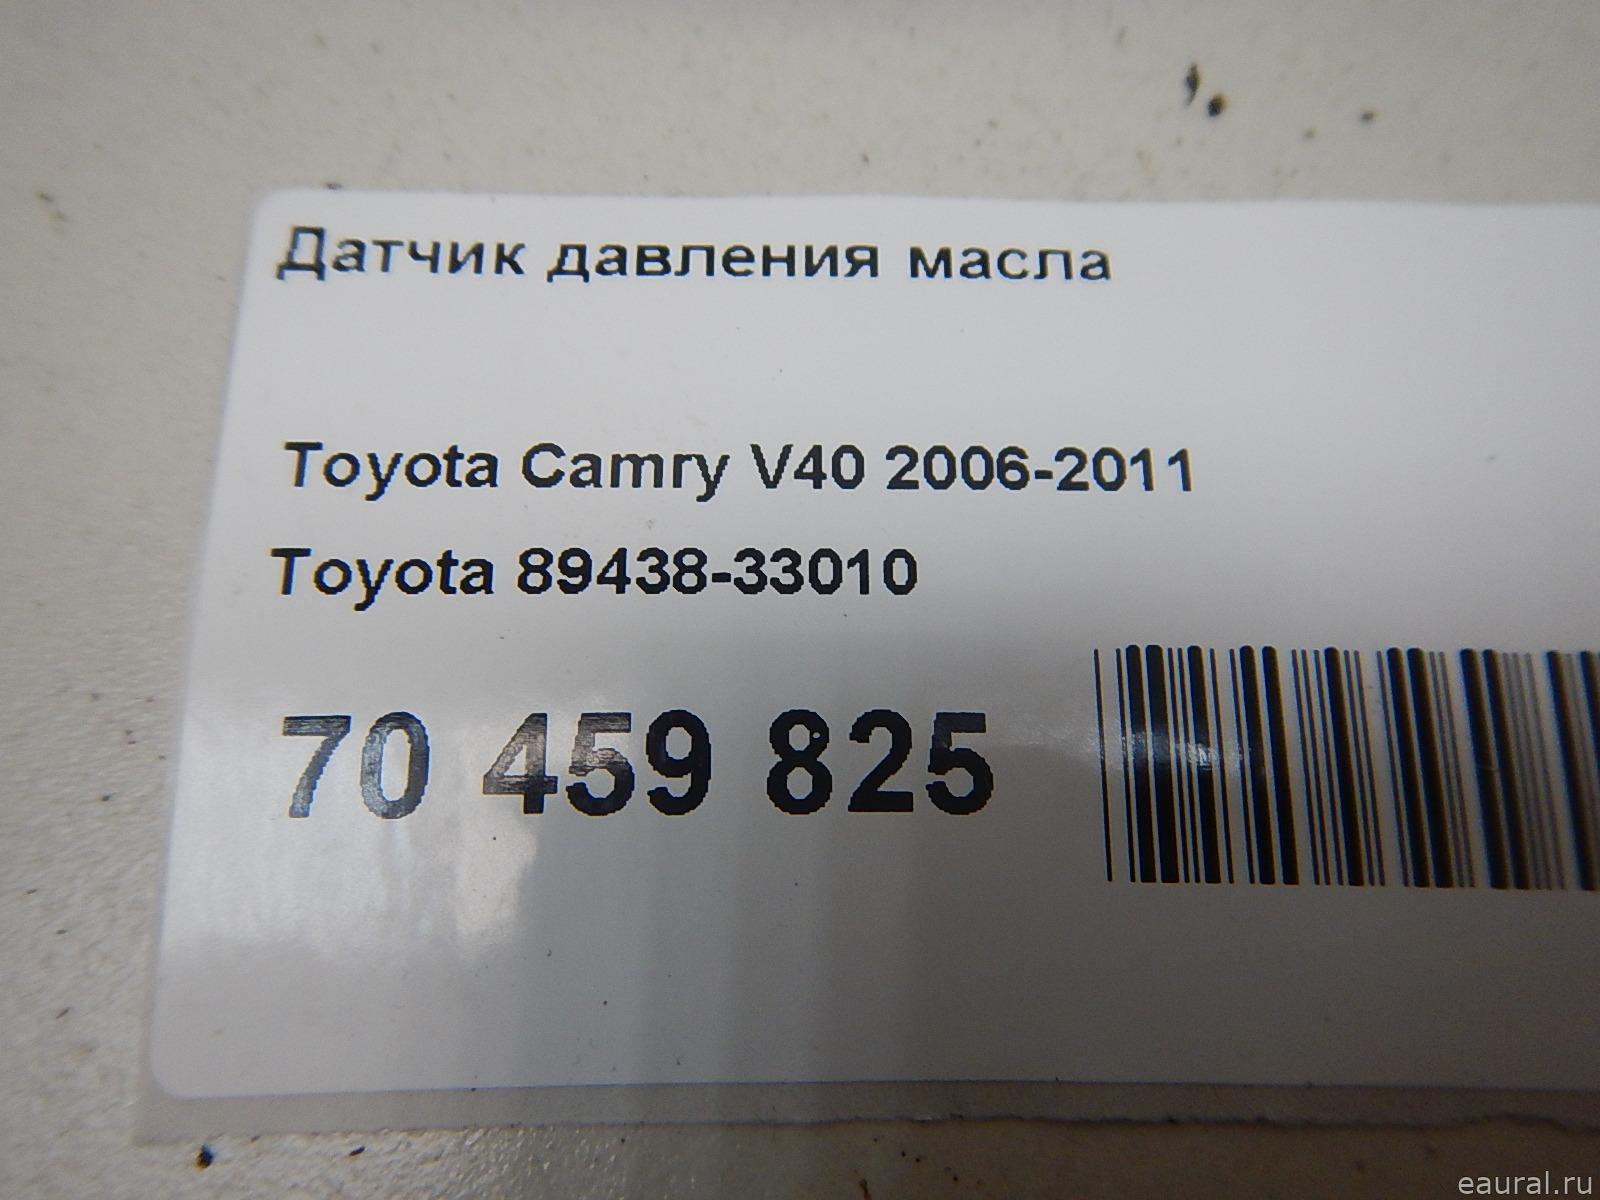 Датчик давления масла
Toyota Camry V40 2006-2011
Toyota 89438-33010
70 459 825
eaural.ru